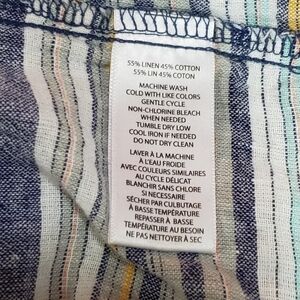 55% LINEN 45% COTTON
55% LIN 45% COTON
MACHINE WASH
COLD WITH LIKE COLORS
GENTLE CYCLE
NON-CHLORINE BLEACH
WHEN NEEDED
TUMBLE DRY LOW
COOL IRON IF NEEDED
DO NOT DRY CLEAN
LAVER À LA MACHINE
À L'EAU FROIDE
AVEC COULEURS SIMILAIRES
AU CYCLE DÉLICAT
BLANCHIR SANS CHLORE
SI NECESSAIRE
SÉCHER PAR CULBUTAGE
À BASSE TEMPÉRATURE
REPASSER À BASSE
TEMPÉRATURE AU BESOIN
NE PAS NETTOYER À SEC